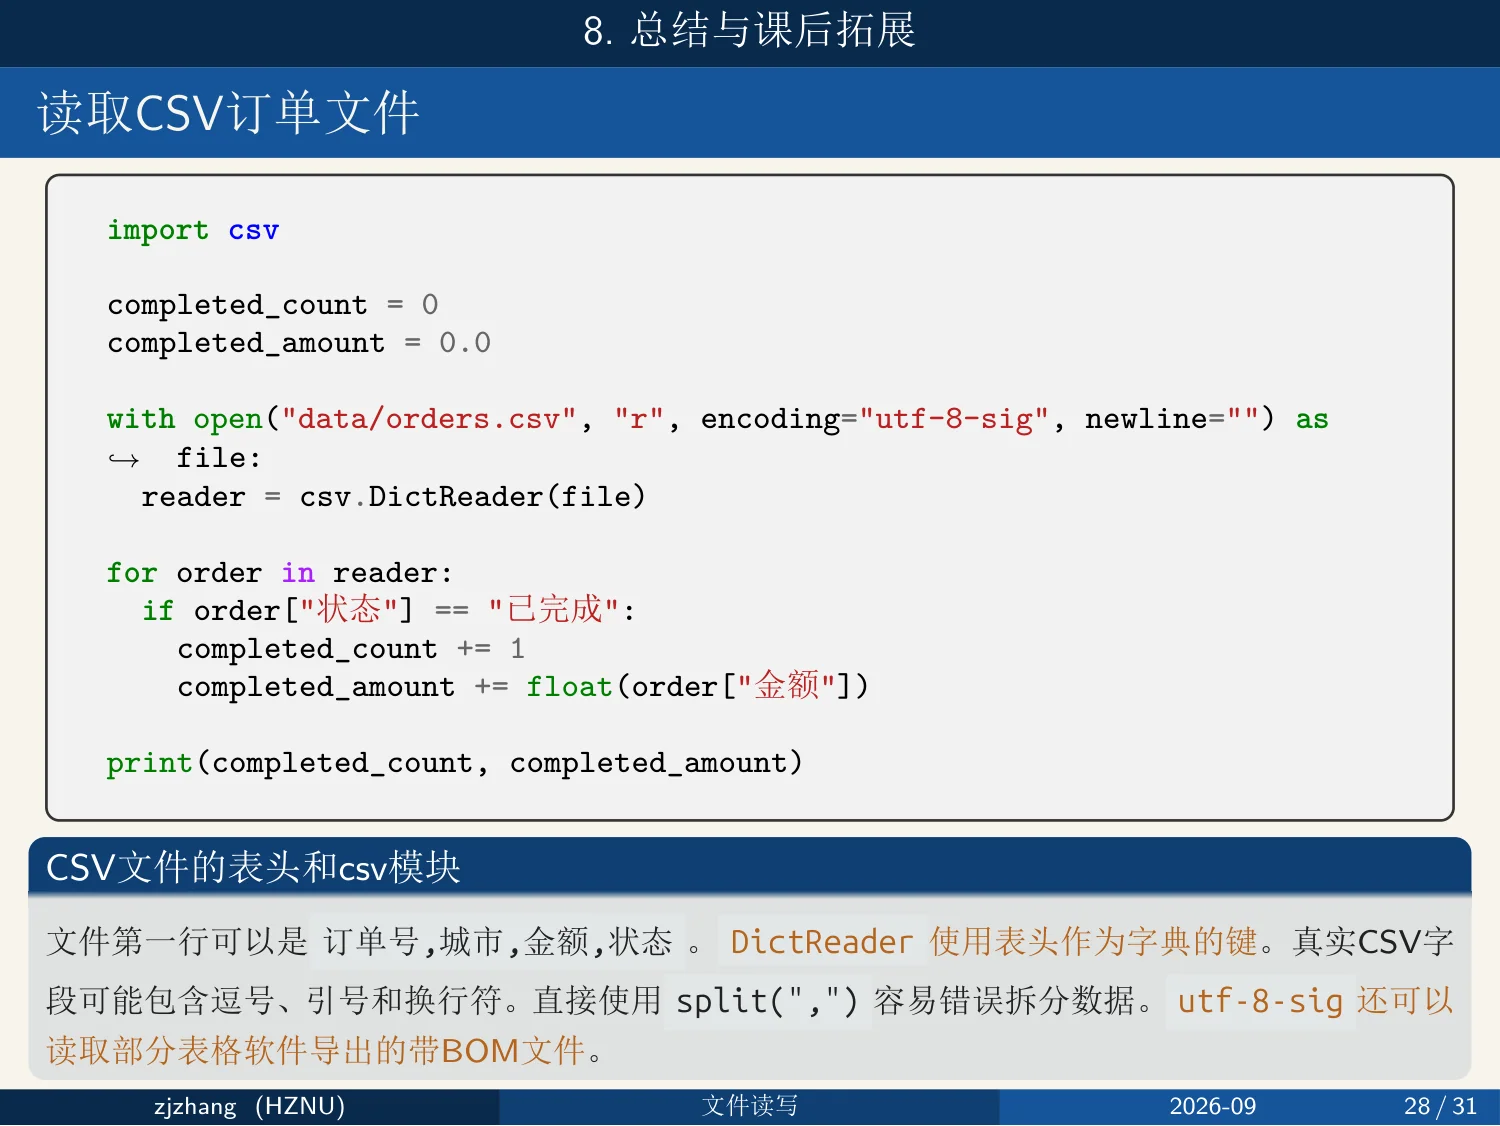 8. 总结与课后拓展
读取CSV订单文件
import csv
completed_count = 0
completed_amount = 0.0
with open("data/orders.csv", "r", encoding="utf-8-sig", newline="") as
↪ file:
reader = csv.DictReader(file)
for order in reader:
if order["状态"] == "已完成":
completed_count += 1
completed_amount += float(order["金额"])
print(completed_count, completed_amount)
CSV文件的表头和csv模块
文件第一行可以是 订单号,城市,金额,状态 。 DictReader 使用表头作为字典的键。真实CSV字
段可能包含逗号、引号和换行符。直接使用 split(",") 容易错误拆分数据。 utf-8-sig 还可以
读取部分表格软件导出的带BOM文件。
zjzhang (HZNU) 文件读写 2026-09 28 / 31